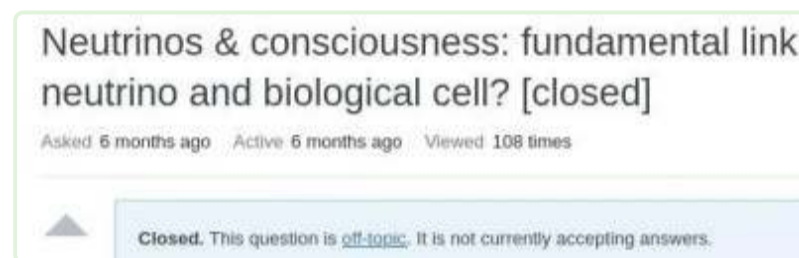 Neutrinos & consciousness: fundamental link
neutrino and biological cell? [closed]
Asked 6 months ago Active 6 months ago Viewed 108 times
Closed. This question is off-topic. It is not currently accepting answers.